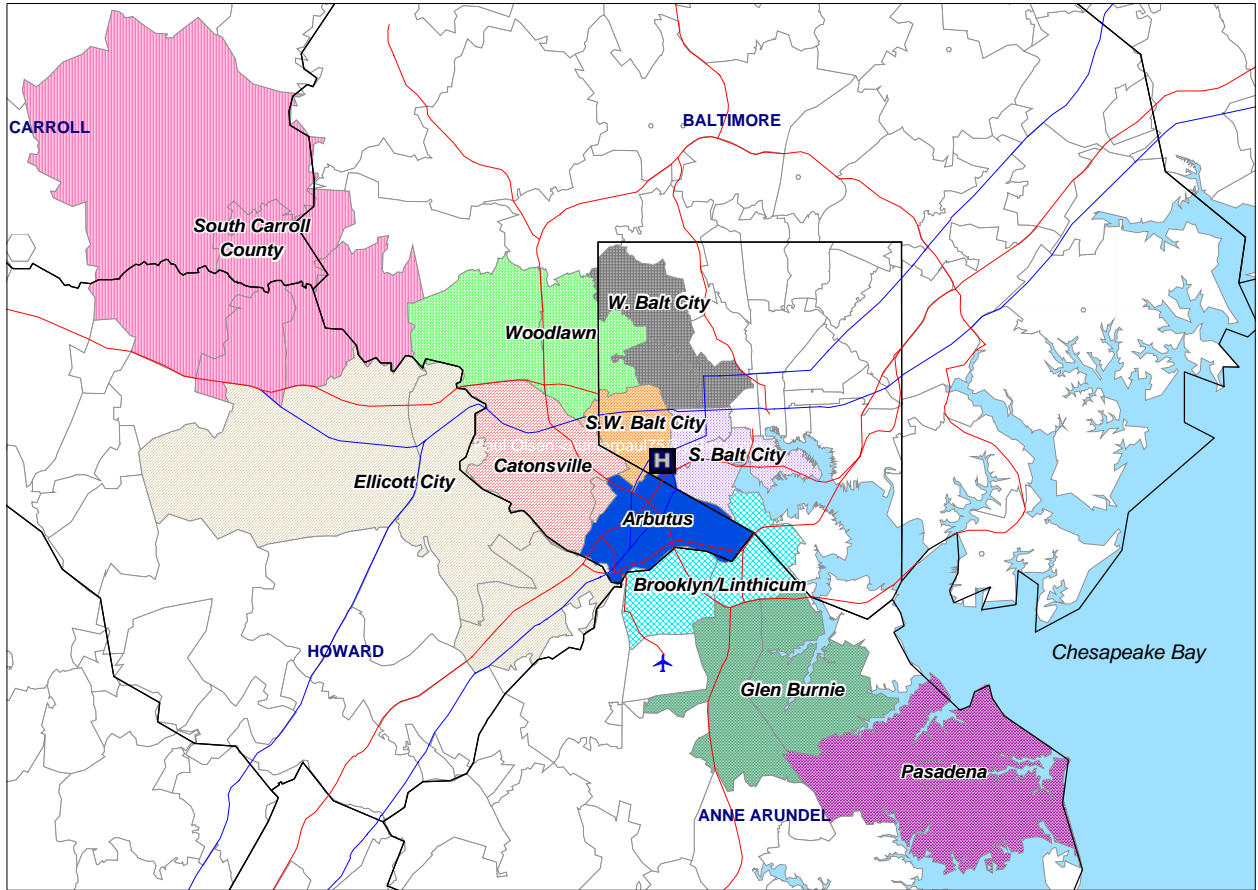 CARROLL
BALTIMORE
South Carroll
County
W. Balt City
Woodlawn
S.W. Balt City
H
S. Balt City
Catonsville
Ellicott City
Arbutus
Brooklyn/Linthicum
HOWARD
Chesapeake Bay
Glen Burnie
Pasadena
ANNE ARUNDEL